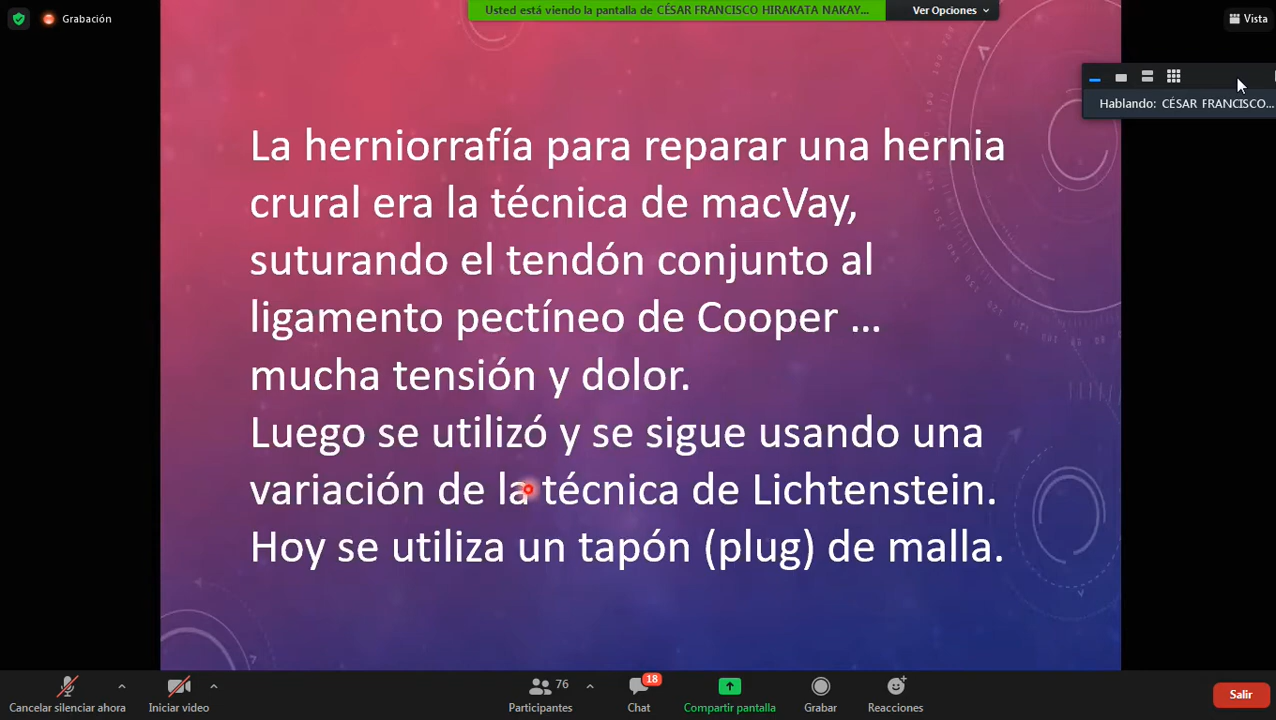 Grabación
Usted está viendo la pantalla de CÉSAR FRANCISCO HIRAKATA NAKAY...
Ver Opciones
Vista
Hablando: CÉSAR FRANCISCO...
La herniorrafía para reparar una hernia
crural era la técnica de macVay,
suturando el tendón conjunto al
ligamento pectíneo de Cooper ...
mucha tensión y dolor.
Luego se utilizó y se sigue usando una
variación de la técnica de Lichtenstein.
Hoy se utiliza un tapón (plug) de malla.
Cancelar silenciar ahora
Iniciar video
76
Participantes
18
Chat
Compartir pantalla
Grabar
Reacciones
Salir